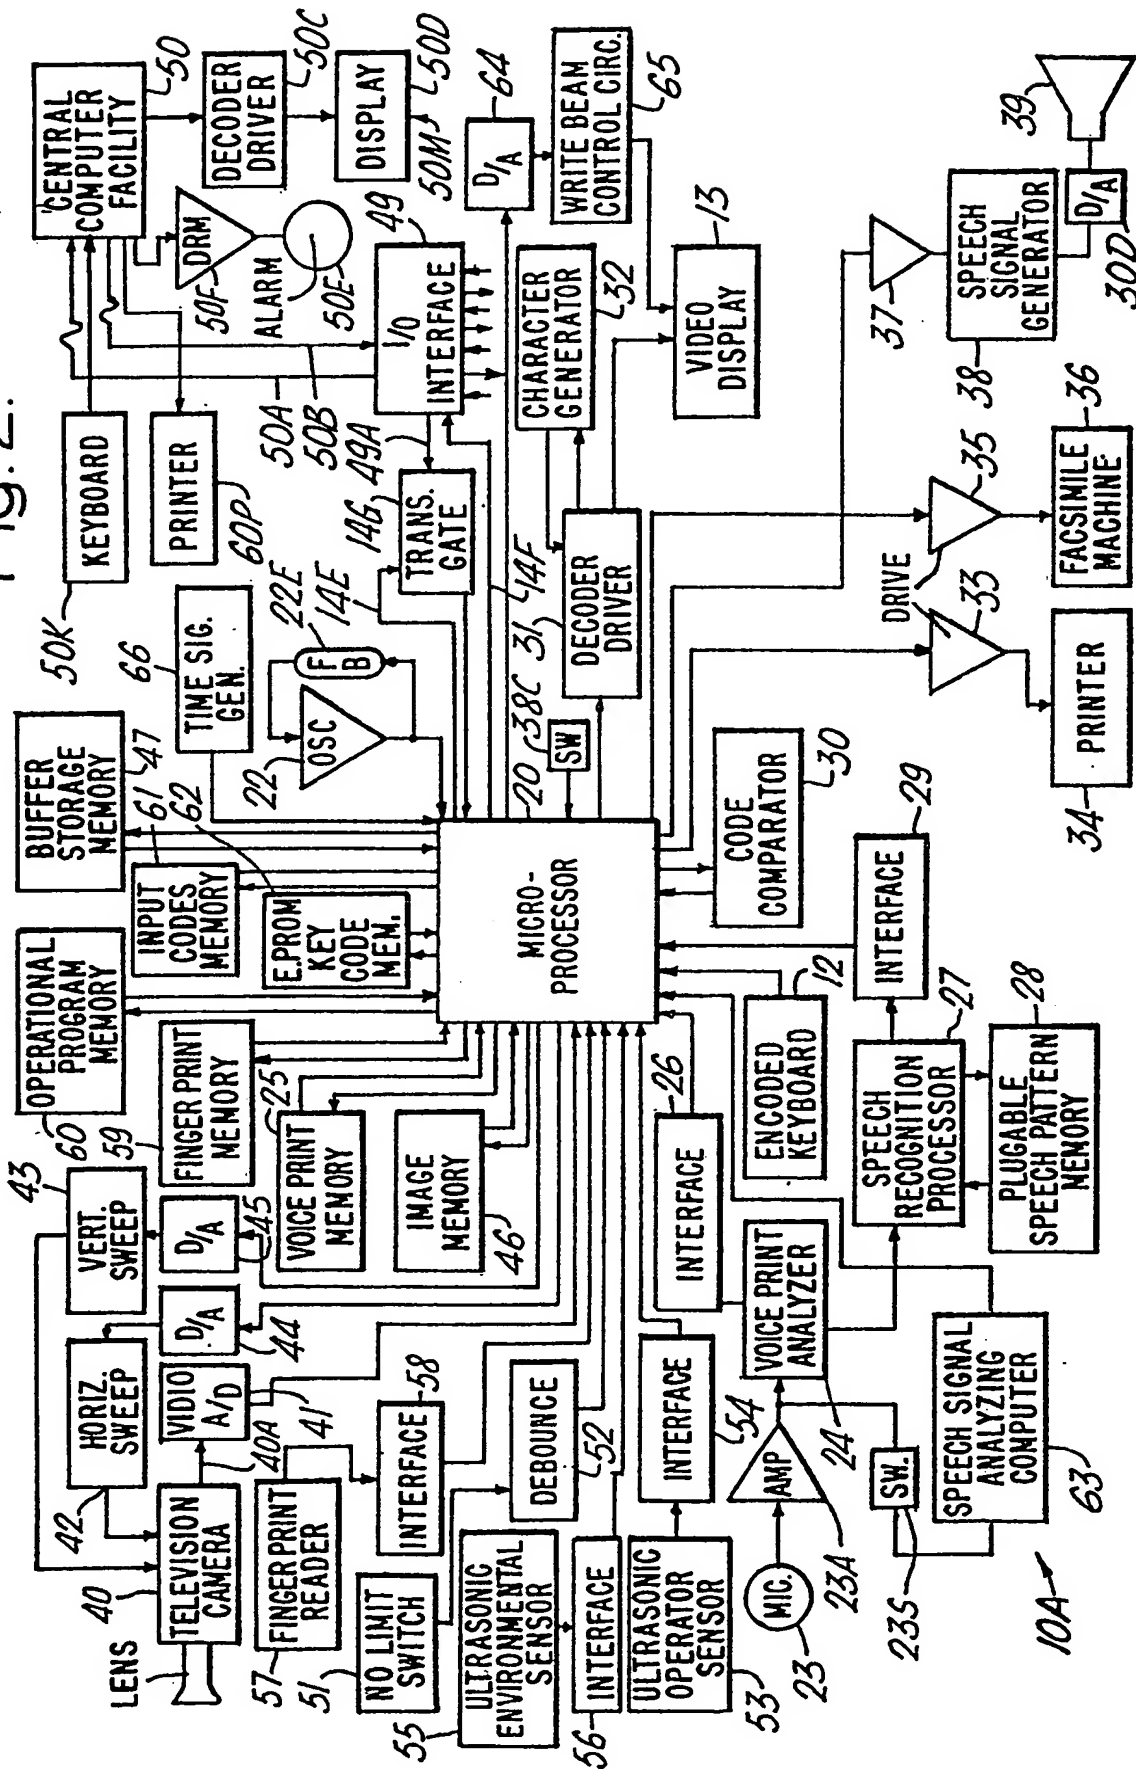 Fig. 2.
LENS
40
TELEVISION
CAMERA
42
HORIZ.
SWEEP
43
VERT.
SWEEP
40A
VIDIO
A/D
41
D/A
44
D/A
45
60
OPERATIONAL
PROGRAM
MEMORY
BUFFER
STORAGE
MEMORY
47
59
FINGER PRINT
MEMORY
INPUT
CODES
MEMORY
61
E.PROM
KEY
CODE
MEM.
62
25
VOICE PRINT
MEMORY
IMAGE
MEMORY
46
66
TIME SIG.
GEN.
50K
KEYBOARD
PRINTER
60P
'CENTRAL
COMPUTER
FACILITY
50
DECODER
DRIVER
50C
DISPLAY
50D
50M
DRM
50F
ALARM
50E
50A
50B
22
OSC
F
B
22E
14E
14G
TRANS.
GATE
49A
I/O
INTERFACE
49
14F
D/A
64
WRITE BEAM
CONTROL CIRC.
65
57
FINGERPRINT
READER
INTERFACE
58
51
NO LIMIT
SWITCH
DEBOUNCE
52
55
ULTRASONIC
ENVIRONMENTAL
SENSOR
56
INTERFACE
ULTRASONIC
OPERATOR
SENSOR
53
INTERFACE
54
MICRO-
PROCESSOR
20
38C
SW
31
DECODER
DRIVER
CHARACTER
GENERATOR
32
VIDEO
DISPLAY
13
23
MIC.
AMP
23A
VOICE PRINT
ANALYZER
24
INTERFACE
26
ENCODED
KEYBOARD
12
CODE
COMPARATOR
30
23S
SW.
SPEECH SIGNAL
ANALYZING
COMPUTER
63
SPEECH
RECOGNITION
PROCESSOR
27
INTERFACE
29
PLUGABLE
SPEECH PATTERN
MEMORY
28
DRIVE
33
35
37
34
PRINTER
FACSIMILE
MACHINE
36
38
SPEECH
SIGNAL
GENERATOR
D/A
30D
39
10A